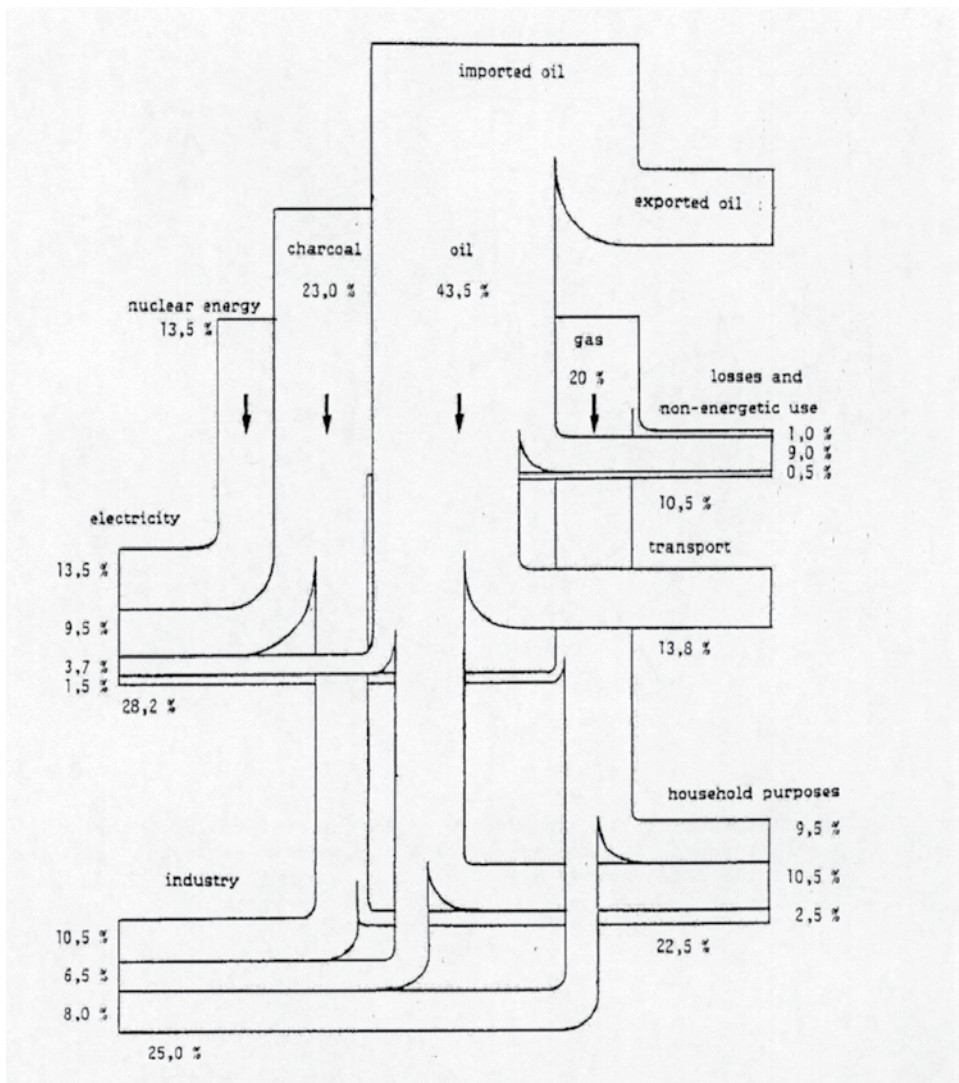 imported oil
exported oil :
charcoal
23,0 %
oil
43,5 %
nuclear energy
13,5 %
gas
20 %
losses and
non-energetic use
1,0 %
9,0 %
0,5 %
10,5 %
electricity
13,5 %
9,5 %
3,7 %
1,5 %
28,2 %
transport
13,8 %
household purposes
9,5 %
10,5 %
2,5 %
22,5 %
industry
10,5 %
6,5 %
8,0 %
25,0 %